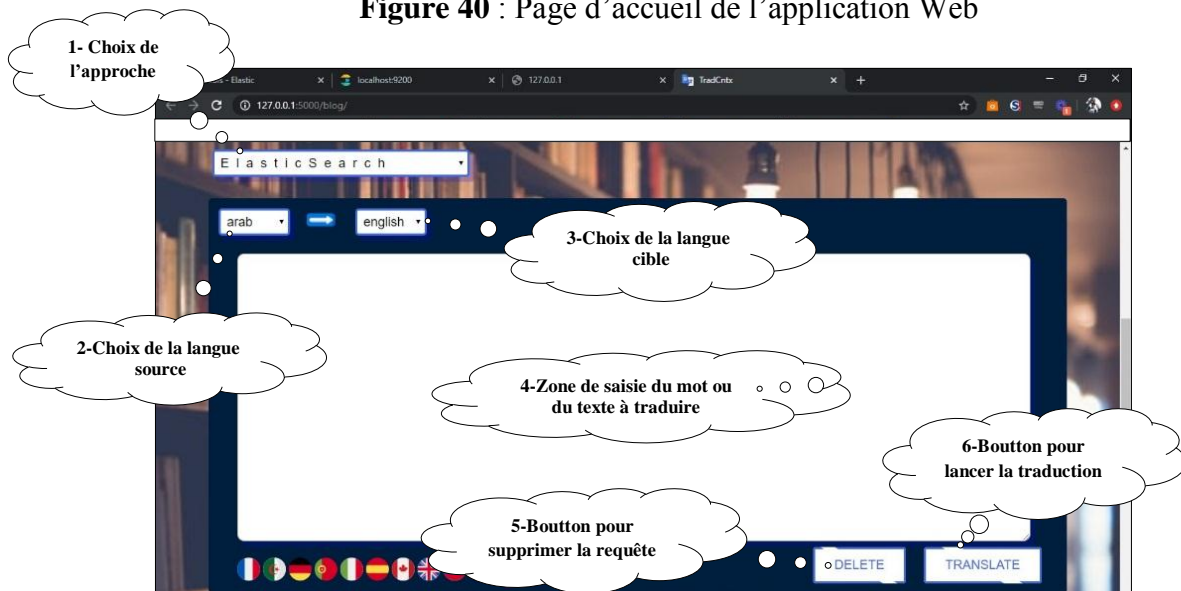 Figure 40 : Page d'accueil de l'application Web
1- Choix de
l'approche
- Elastic
localhost:9200
127.0.0.1
TradCntx
127.0.0.1:5000/blog/
ElasticSearch
arab
english
3-Choix de la langue
cible
2-Choix de la langue
source
4-Zone de saisie du mot ou
du texte à traduire
6-Boutton pour
lancer la traduction
5-Boutton pour
supprimer la requête
DELETE
TRANSLATE